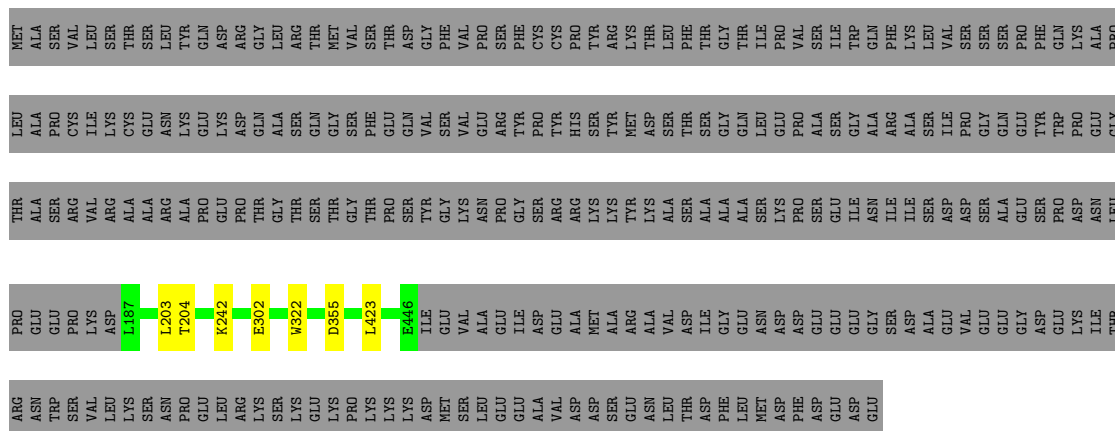 MET ALA SER VAL LEU SER THR SER LEU TYR GLN ASP ARG GLY LEU ARG THR MET VAL SER THR ASP GLY PHE VAL PRO SER PHE CYS CYS PRO TYR ARG LYS THR LEU PHE THR GLY THR ILE PRO VAL SER ILE TRP GLN PHE LYS LEU VAL SER SER SER PRO PHE GLN LYS ALA PRO
LEU ALA PRO CYS ILE LYS CYS GLU ASN LYS GLU LYS ASP GLN ALA SER GLN GLY SER PHE GLU GLN VAL SER VAL GLU ARG TYR PRO TYR HIS SER TYR MET ASP SER THR SER GLY GLN LEU GLU PRO ALA SER GLY ALA ARG ALA SER ILE PRO GLY GLN GLU TYR TRP PRO GLU GLY
THR ALA SER ARG VAL ARG ALA ALA ARG ALA PRO GLU PRO THR GLY THR SER THR GLY THR PRO SER TYR GLY LYS ASN PRO GLY SER ARG ARG LYS LYS TYR LYS ALA SER ALA ALA ALA SER LYS PRO SER GLU ILE ASN ILE ILE SER ASP ASP SER ALA GLU SER PRO ASP ASN LEU
PRO GLU GLU PRO LYS ASP L187 L203 T204 K242 E302 W322 D355 L423 E446 ILE GLU VAL ALA GLU ILE ASP GLU ALA MET ALA ARG ALA VAL ASP ILE GLY GLU ASN ASP ASP GLU GLU GLY SER ASP ALA GLU VAL GLU GLU GLY ASP GLU LYS ILE THR
ARG ASN TRP SER VAL LEU LYS SER ASN PRO GLU LEU ARG LYS SER LYS GLU LYS PRO LYS LYS LYS ASP MET SER LEU GLU GLU ALA VAL ASP ASP SER GLU ASN LEU THR ASP PHE LEU MET ASP PHE ASP GLU ASP GLU